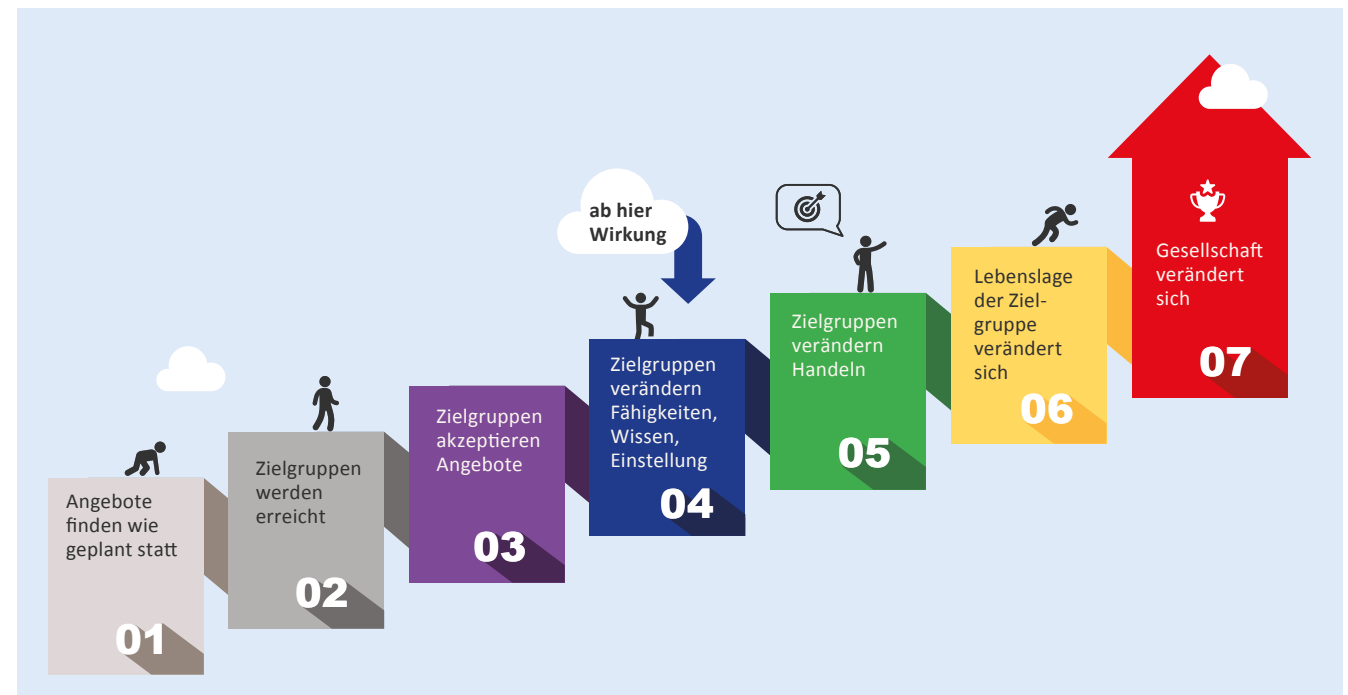 Angebote
finden wie
geplant statt
01
Zielgruppen
werden
erreicht
02
Zielgruppen
akzeptieren
Angebote
03
ab hier
Wirkung
Zielgruppen
verändern
Fähigkeiten,
Wissen,
Einstellung
04
Zielgruppen
verändern
Handeln
05
Lebenslage
der Ziel-
gruppe
verändert
sich
06
Gesellschaft
verändert
sich
07